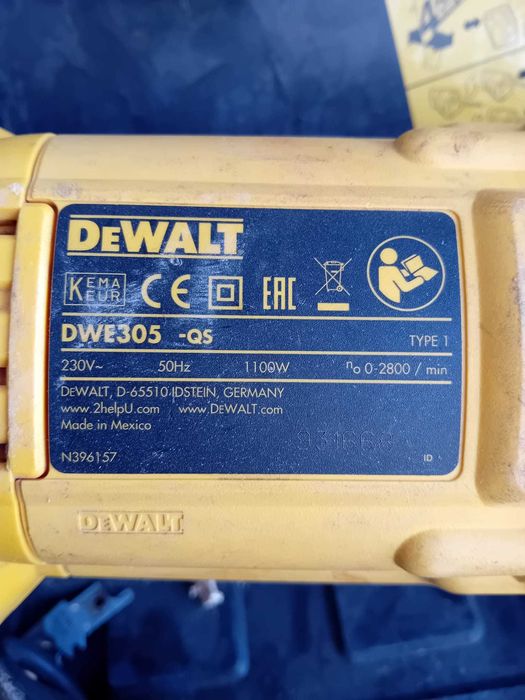 DEWALT
KEMA
KEUR
CE
EAC
DWE305 -QS
TYPE 1
230V~ 50Hz 1100W n₀ 0-2800 / min
DEWALT, D-65510 IDSTEIN, GERMANY
www.2helpU.com www.DEWALT.com
Made in Mexico
N396157
ID
DEWALT